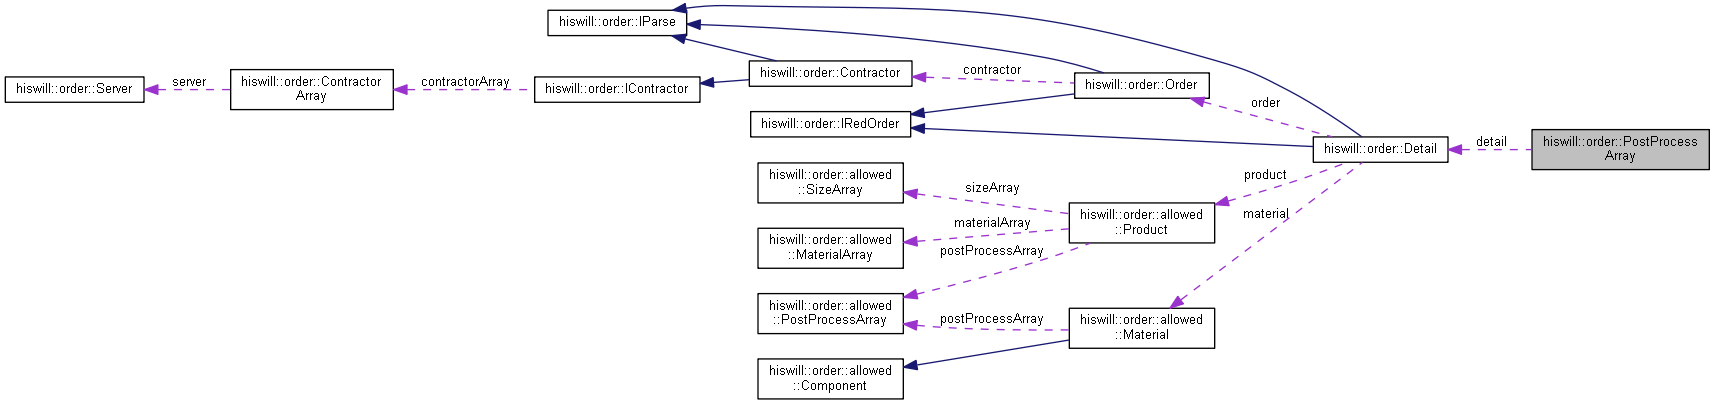 hiswill::order::IParse
hiswill::order::Server
server
hiswill::order::Contractor
Array
contractorArray
hiswill::order::IContractor
hiswill::order::Contractor
contractor
hiswill::order::Order
order
hiswill::order::IRedOrder
hiswill::order::Detail
detail
hiswill::order::PostProcess
Array
hiswill::order::allowed
::SizeArray
sizeArray
product
material
hiswill::order::allowed
::MaterialArray
materialArray
hiswill::order::allowed
::Product
postProcessArray
hiswill::order::allowed
::PostProcessArray
postProcessArray
hiswill::order::allowed
::Material
hiswill::order::allowed
::Component